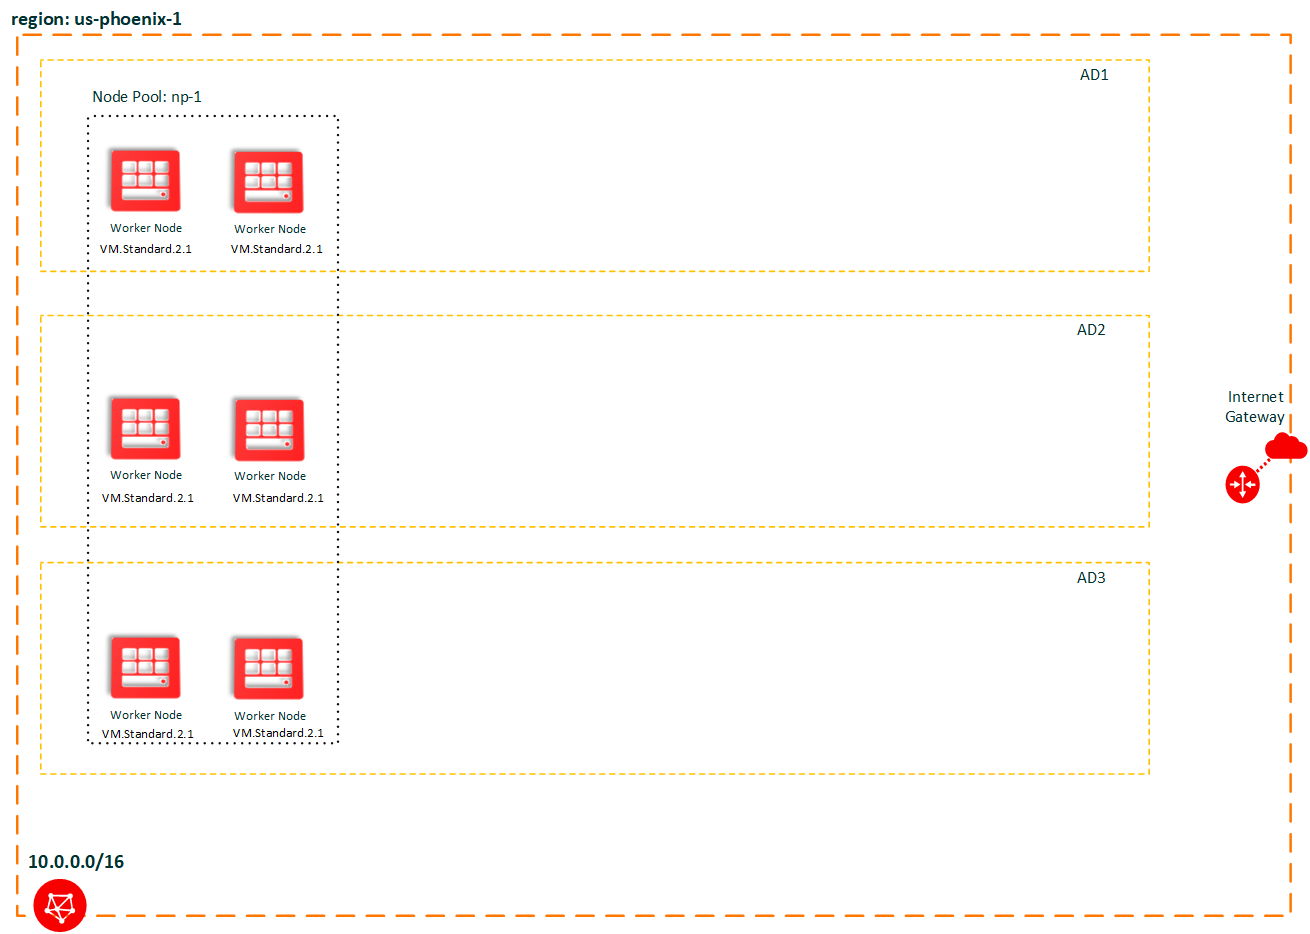 region: us-phoenix-1
AD1
Node Pool: np-1
Worker Node
Worker Node
VM.Standard.2.1
VM.Standard.2.1
AD2
Internet
Gateway
Worker Node
Worker Node
VM.Standard.2.1
VM.Standard.2.1
AD3
Worker Node
Worker Node
VM.Standard.2.1
VM.Standard.2.1
10.0.0.0/16